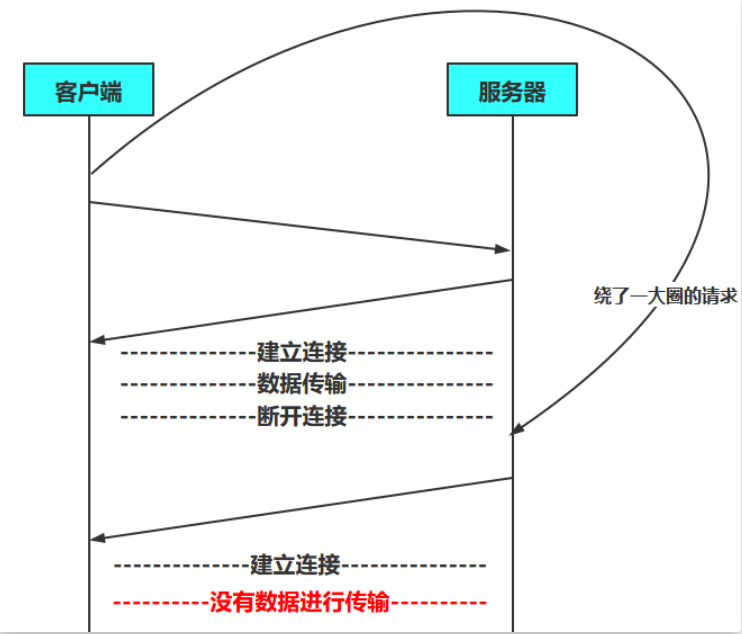 客户端
服务器
绕了一大圈的请求
--------------建立连接---------------
--------------数据传输---------------
--------------断开连接---------------
--------------建立连接---------------
----------没有数据进行传输----------